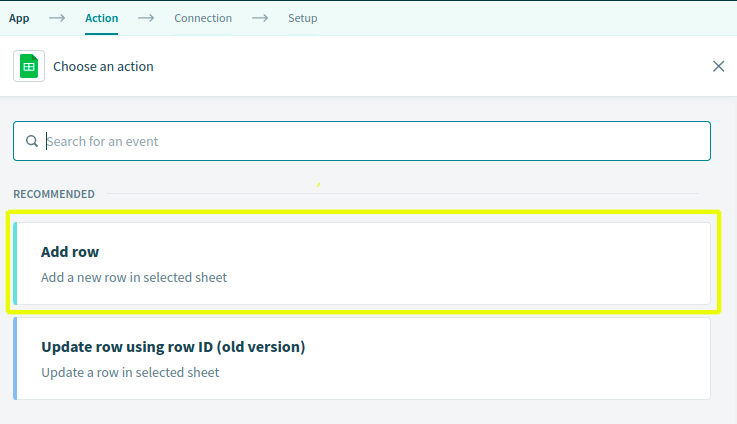 App → Action → Connection → Setup
Choose an action
Search for an event
RECOMMENDED
Add row
Add a new row in selected sheet
Update row using row ID (old version)
Update a row in selected sheet